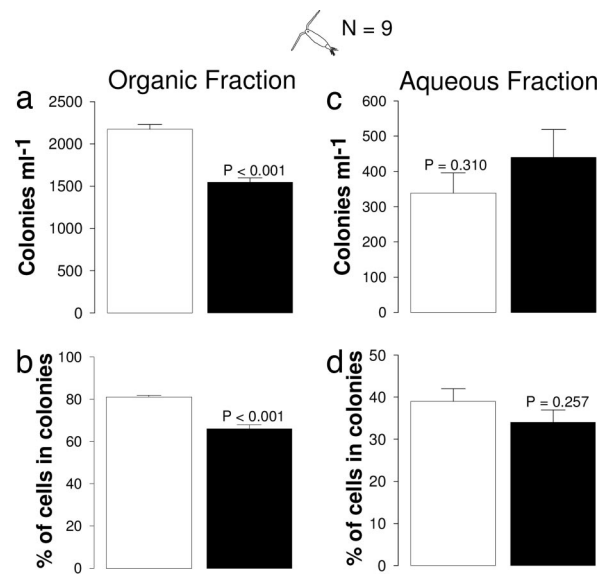 N = 9
Organic Fraction
a
Colonies ml-1
2500
2000
1500
1000
500
0
P < 0.001
Aqueous Fraction
c
Colonies ml-1
600
500
400
300
200
100
0
P = 0.310
b
% of cells in colonies
100
80
60
40
20
0
P < 0.001
d
% of cells in colonies
50
40
30
20
10
0
P = 0.257